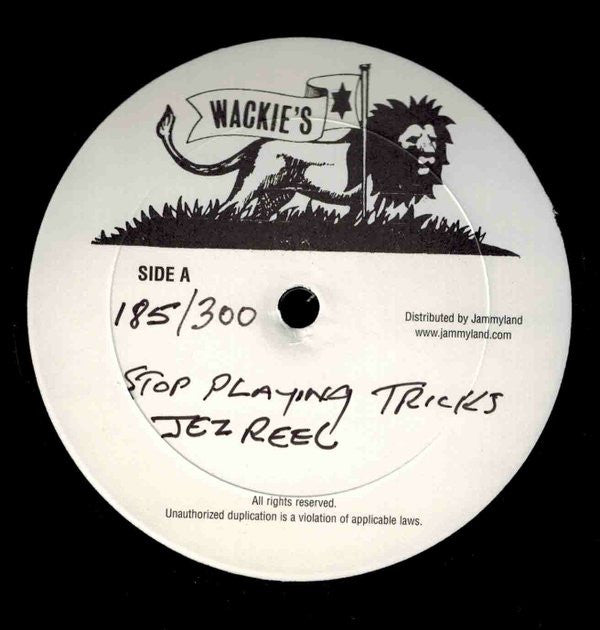 WACKIE'S
SIDE A
185/300
Distributed by Jammyland
www.jammyland.com
STOP PLAYING TRICKS
JEZREEL
All rights reserved.
Unauthorized duplication is a violation of applicable laws.